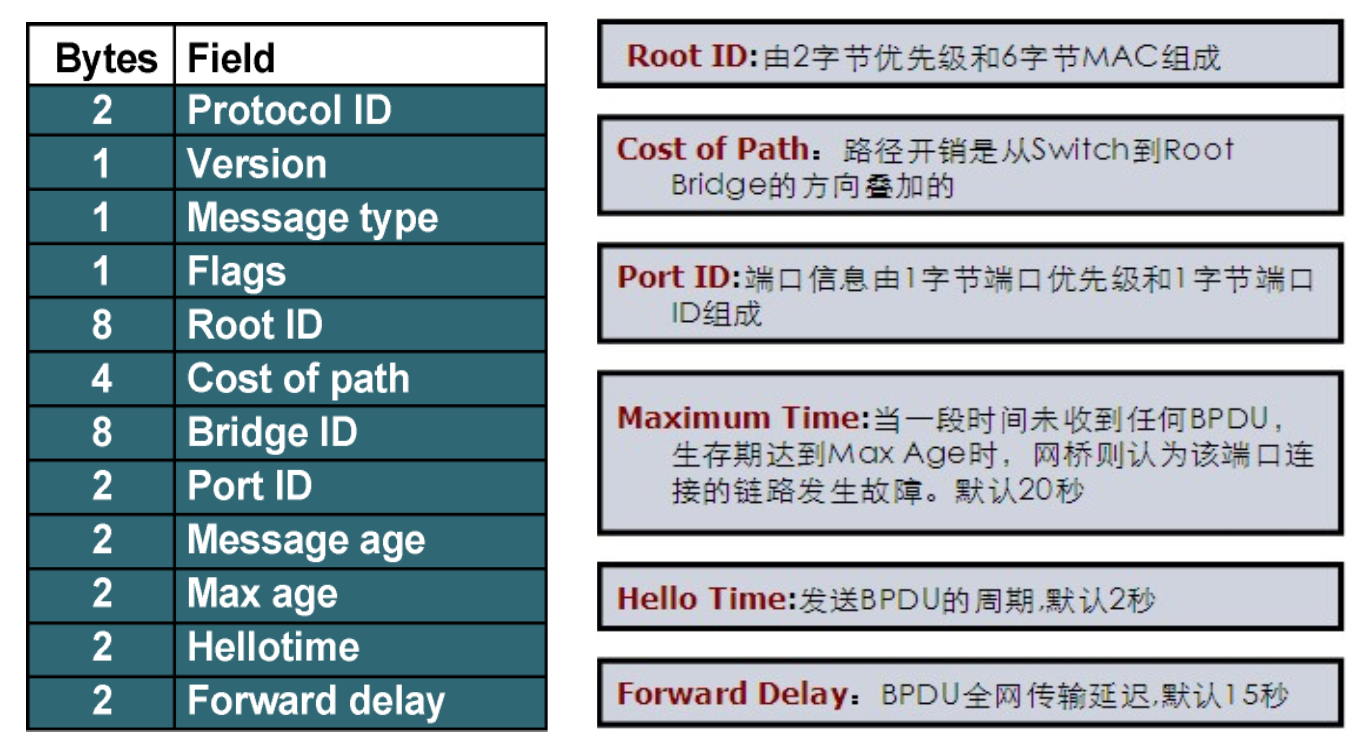 Bytes Field
2 Protocol ID
1 Version
1 Message type
1 Flags
8 Root ID
4 Cost of path
8 Bridge ID
2 Port ID
2 Message age
2 Max age
2 Hellotime
2 Forward delay
Root ID:由2字节优先级和6字节MAC组成
Cost of Path：路径开销是从Switch到Root
Bridge的方向叠加的
Port ID:端口信息由1字节端口优先级和1字节端口
ID组成
Maximum Time:当一段时间未收到任何BPDU，
生存期达到Max Age时，网桥则认为该端口连
接的链路发生故障。默认20秒
Hello Time:发送BPDU的周期,默认2秒
Forward Delay：BPDU全网传输延迟,默认15秒